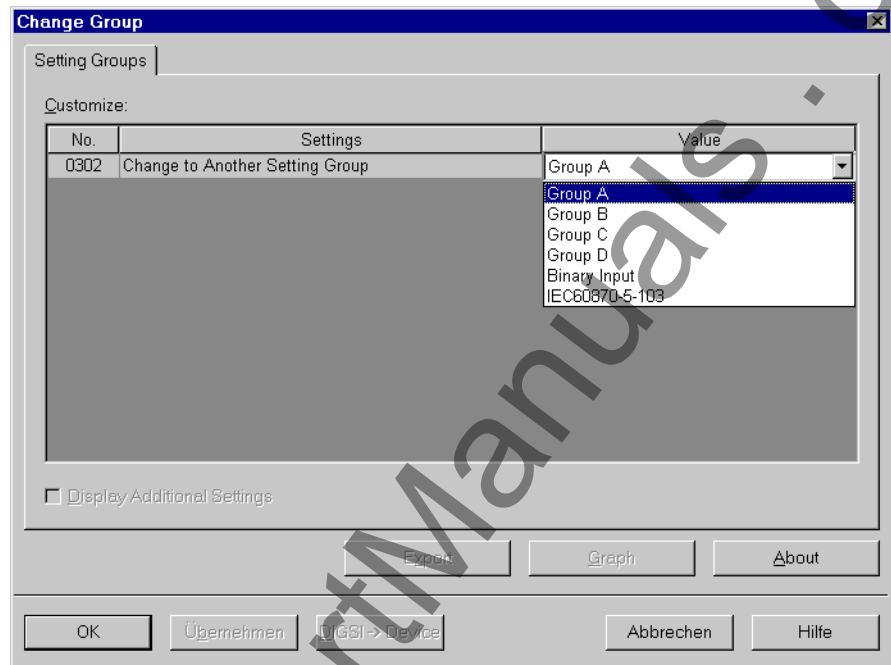 Change Group
Setting Groups
Customize:
No. Settings Value
0302 Change to Another Setting Group Group A
Group A
Group B
Group C
Group D
Binary Input
IEC60870-5-103
Display Additional Settings
Export Graph About
OK Übernehmen DIGSI -> Device Abbrechen Hilfe
rtManuals.